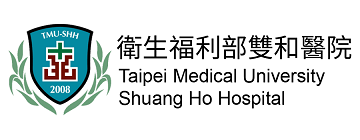 TMU-SHH
2008
衛生福利部雙和醫院
Taipei Medical University
Shuang Ho Hospital